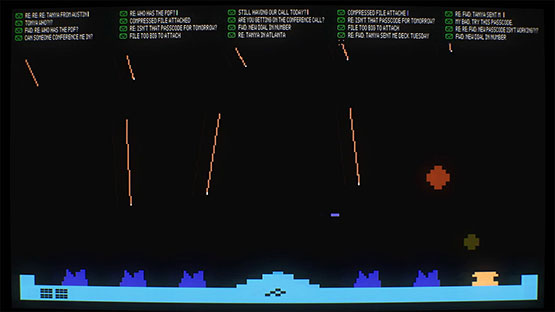 RE: RE: TANYA FROM AUSTIN!
TOMYA WHO?!?
FWD: RE: WHO HAS THE PDF?
CAN SOMEONE CONFERENCE ME IN?
RE: WHO HAS THE PDF?!
COMPRESSED FILE ATTACHED
RE: ISN'T THAT PASSCODE FOR TOMORROW?
FILE TOO BIG TO ATTACH
STILL HAVING OUR CALL TODAY?
ARE YOU GETTING ON THE CONFERENCE CALL?
FWD: NEW DIAL IN NUMBER
RE: TANYA IN ATLANTA
COMPRESSED FILE ATTACHE
RE: ISN'T THAT PASSCODE FOR TOMORROW?
FILE TOO BIG TO ATTACH
RE: FWD: TANYA SENT ME DECK TUESDAY
RE: FWD: TANYA SENT M
MY BAD. TRY THIS PASSCODE.
RE: RE: NEW PASSCODE ISN'T WORKING?!?
FWD: NEW DIAL IN NUMBER